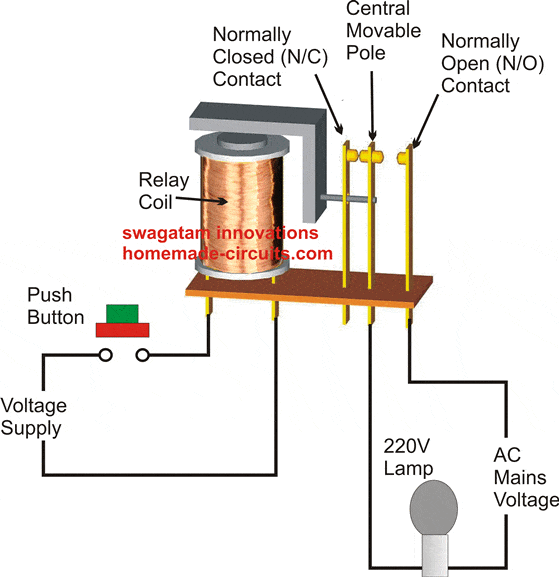 Central
Movable
Pole
Normally
Closed (N/C)
Contact
Normally
Open (N/O)
Contact
Relay
Coil
swagatam innovations
homemade-circuits.com
Push
Button
Voltage
Supply
220V
Lamp
AC
Mains
Voltage